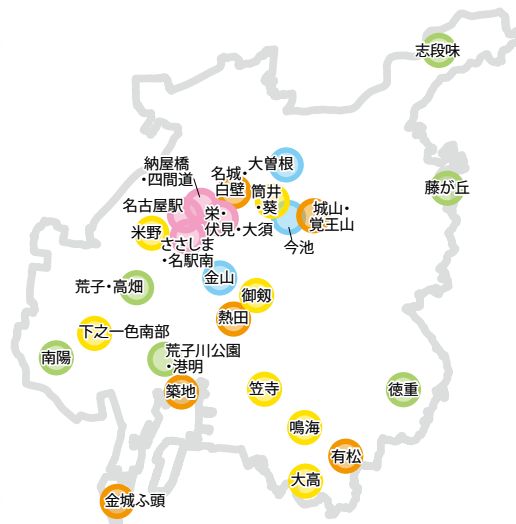 志段味
納屋橋
・四間道
名城・
白壁
大曽根
藤が丘
名古屋駅
筒井
・葵
栄・
伏見・大須
城山・
覚王山
米野
ささしま
・名駅南
今池
金山
荒子・高畑
御剱
熱田
下之一色南部
南陽
荒子川公園
・港明
築地
笠寺
徳重
鳴海
有松
大高
金城ふ頭